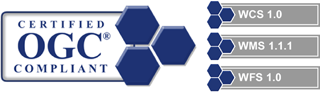 CERTIFIED
OGC®
COMPLIANT
WCS 1.0
WMS 1.1.1
WFS 1.0